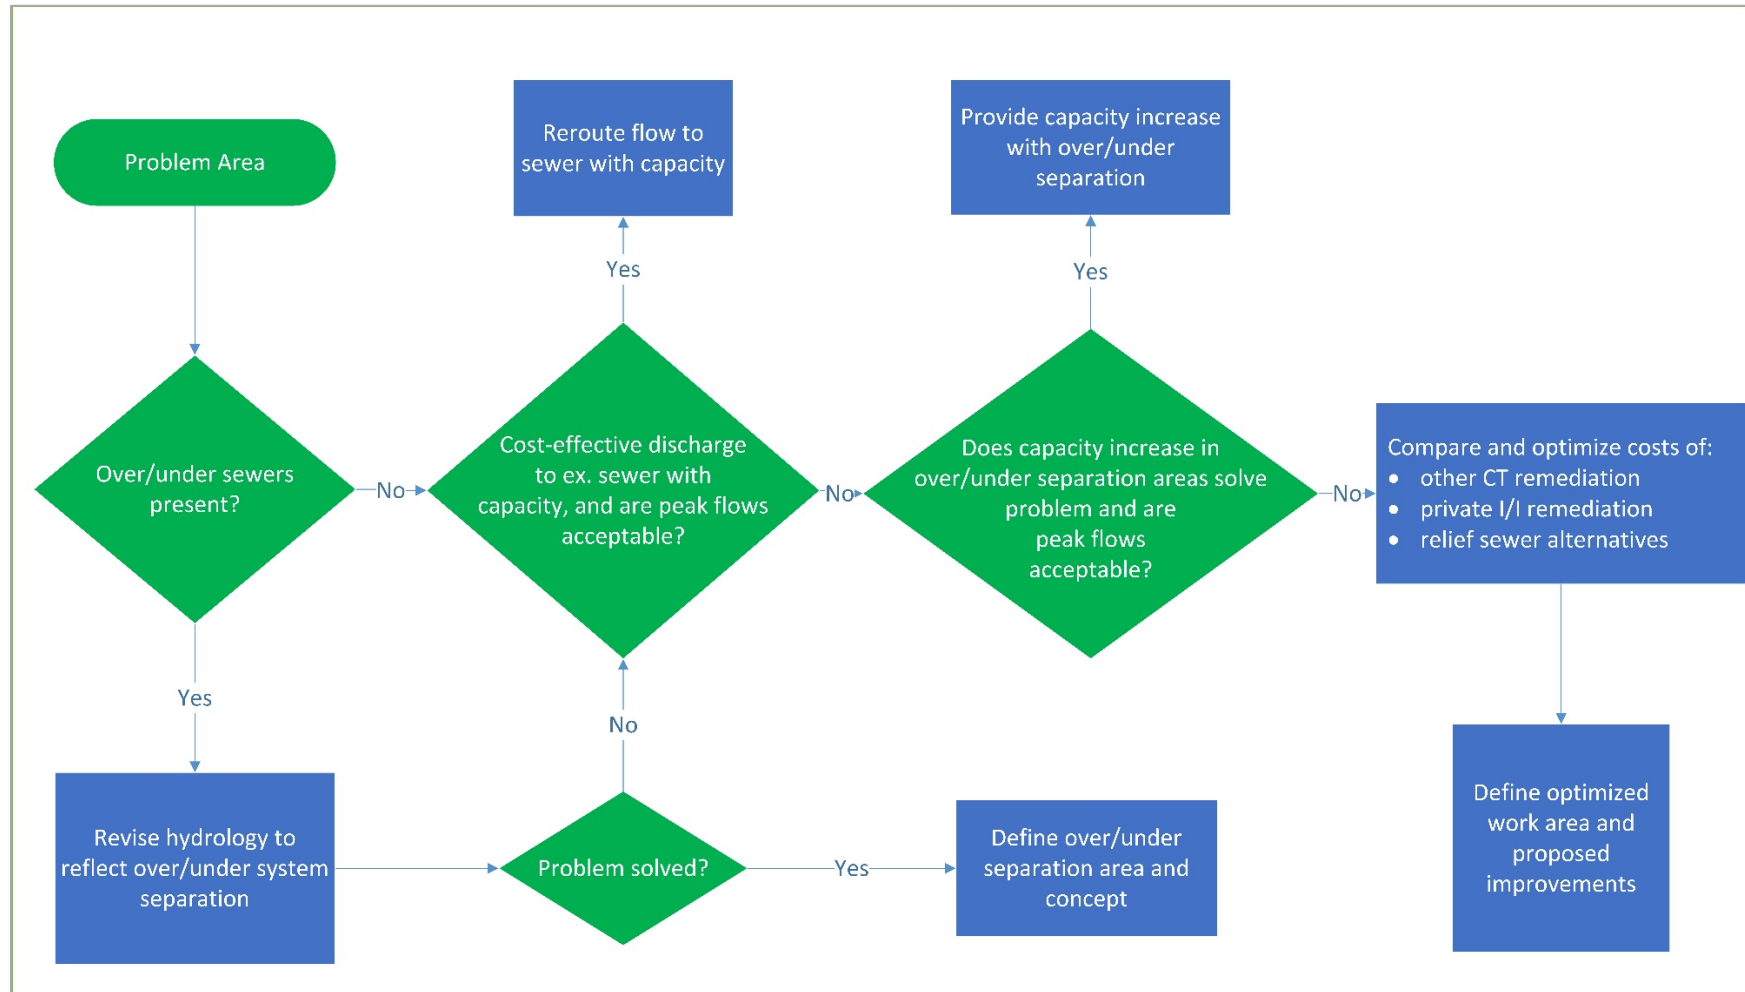 Problem Area
Over/under sewers
present?
No
Yes
Revise hydrology to
reflect over/under system
separation
Problem solved?
Yes
Define over/under
separation area and
concept
No
Cost-effective discharge
to ex. sewer with
capacity, and are peak flows
acceptable?
Yes
Reroute flow to
sewer with capacity
No
Does capacity increase in
over/under separation areas solve
problem and are
peak flows
acceptable?
Yes
Provide capacity increase
with over/under
separation
No
Compare and optimize costs of:
• other CT remediation
• private I/I remediation
• relief sewer alternatives
Define optimized
work area and
proposed
improvements